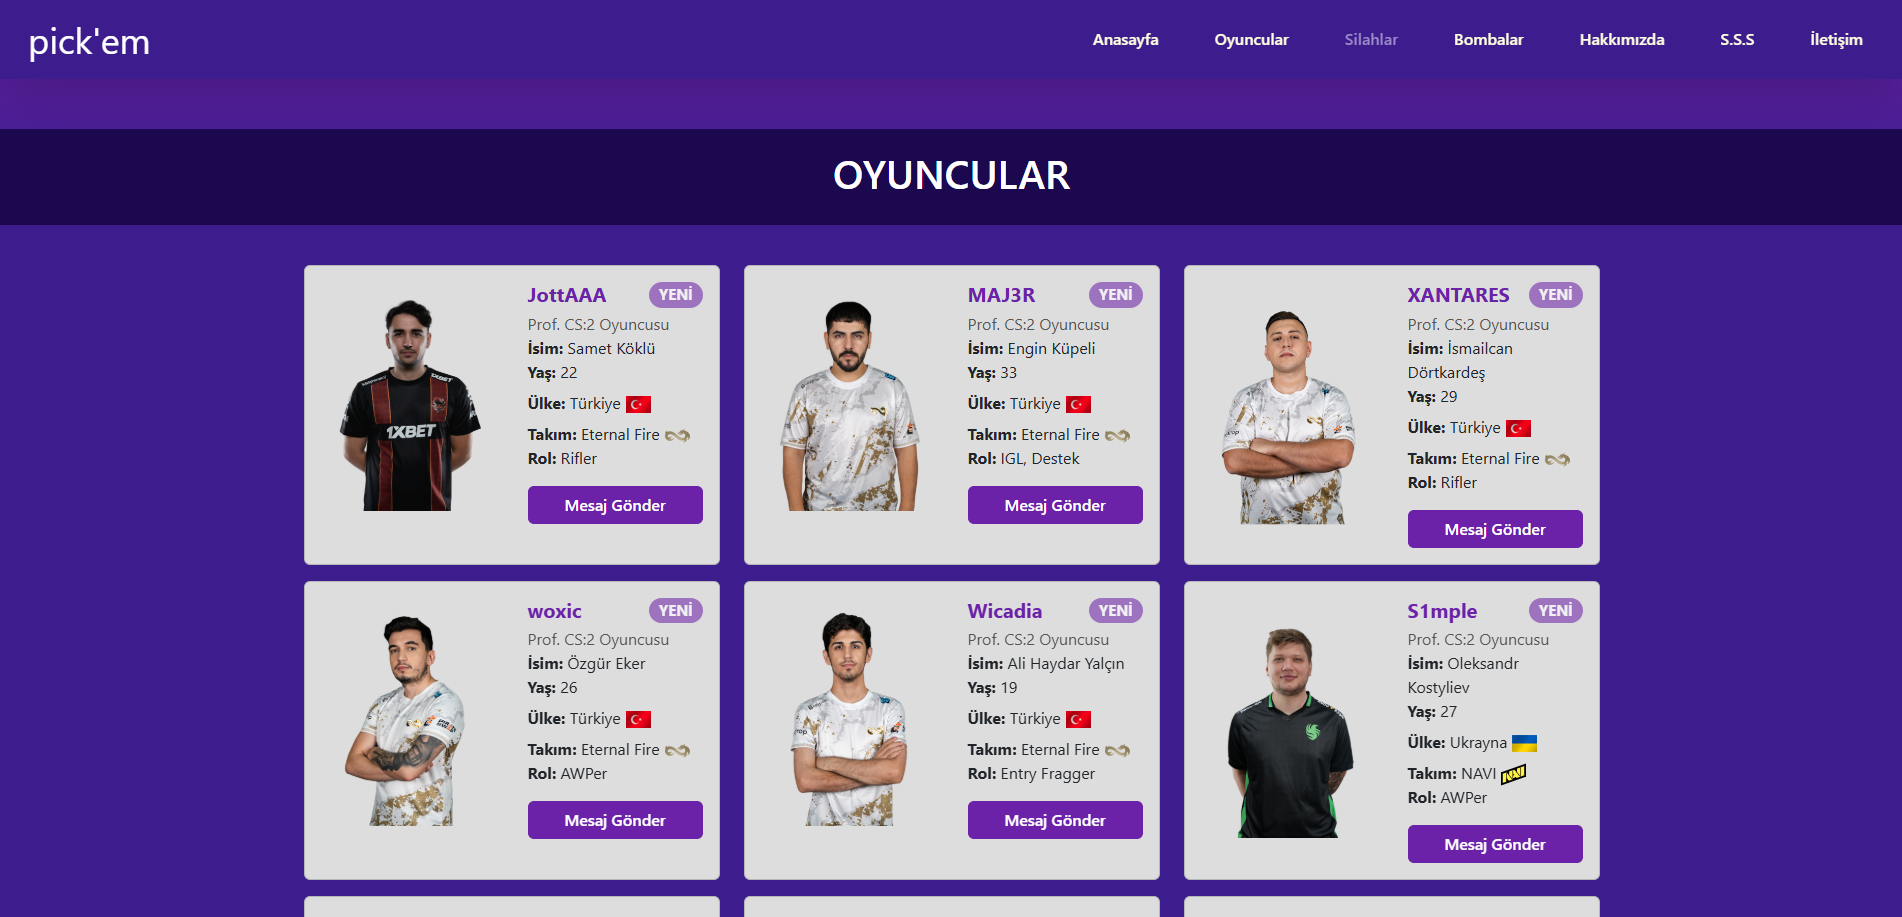 pick'em
Anasayfa
Oyuncular
Silahlar
Bombalar
Hakkımızda
S.S.S
İletişim
OYUNCULAR
JottAAA YENİ
Prof. CS:2 Oyuncusu
İsim: Samet Köklü
Yaş: 22
Ülke: Türkiye
Takım: Eternal Fire
Rol: Rifler
Mesaj Gönder
1XBET
MAJ3R YENİ
Prof. CS:2 Oyuncusu
İsim: Engin Küpeli
Yaş: 33
Ülke: Türkiye
Takım: Eternal Fire
Rol: IGL, Destek
Mesaj Gönder
XANTARES YENİ
Prof. CS:2 Oyuncusu
İsim: İsmailcan
Dörtkardeş
Yaş: 29
Ülke: Türkiye
Takım: Eternal Fire
Rol: Rifler
Mesaj Gönder
woxic YENİ
Prof. CS:2 Oyuncusu
İsim: Özgür Eker
Yaş: 26
Ülke: Türkiye
Takım: Eternal Fire
Rol: AWPer
Mesaj Gönder
Wicadia YENİ
Prof. CS:2 Oyuncusu
İsim: Ali Haydar Yalçın
Yaş: 19
Ülke: Türkiye
Takım: Eternal Fire
Rol: Entry Fragger
Mesaj Gönder
S1mple YENİ
Prof. CS:2 Oyuncusu
İsim: Oleksandr
Kostyliev
Yaş: 27
Ülke: Ukrayna
Takım: NAVI
Rol: AWPer
Mesaj Gönder